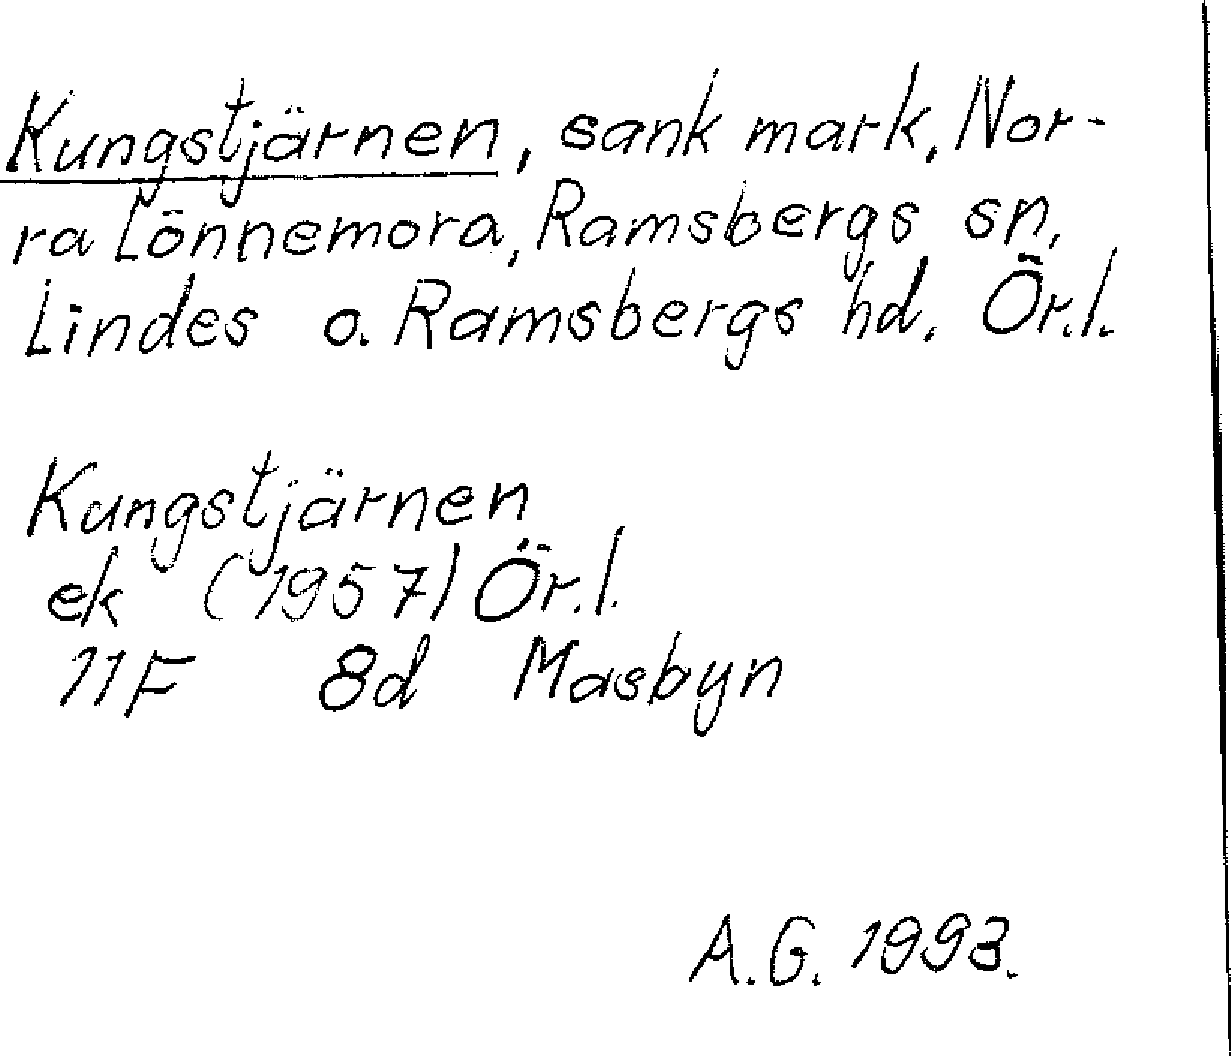 Kungstjärnen, sank mark, Nor-
ra Lönnemora, Ramsbergs sn,
Lindes o. Ramsbergs hd. Ör.l.
Kungstjärnen
ek (1957) Ör.l.
11F 8d Masbyn
A.G. 1993.